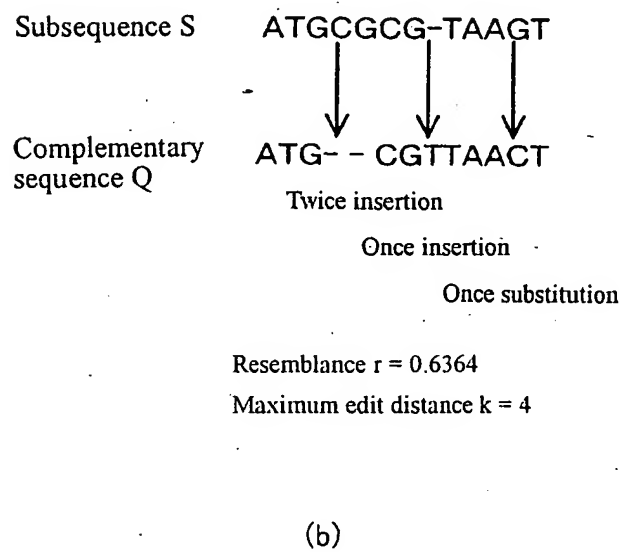 Subsequence S ATGCGCG-TAAGT
Complementary sequence Q ATG-- CGTTAACT
Twice insertion
Once insertion
Once substitution
Resemblance r = 0.6364
Maximum edit distance k = 4
(b)